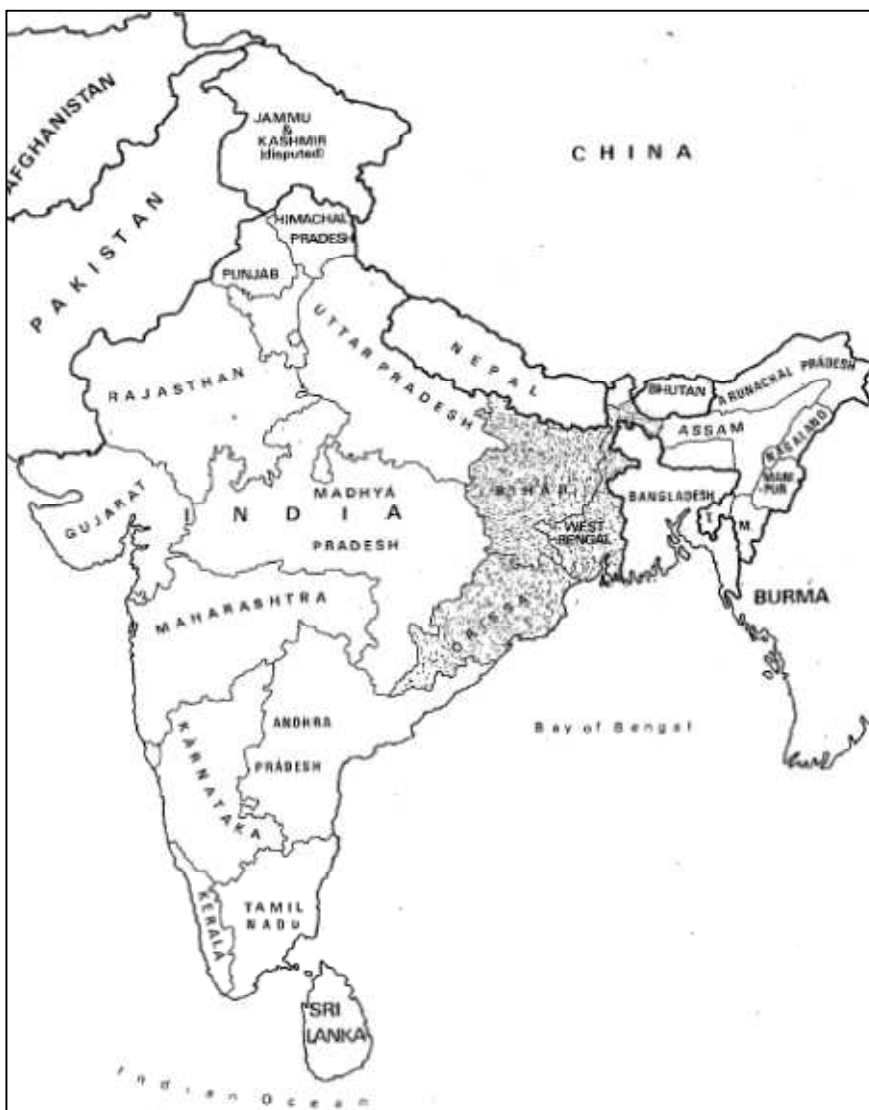 AFGHANISTAN
JAMMU
&
KASHMIR
(disputed)
CHINA
PAKISTAN
HIMACHAL
PRADESH
PUNJAB
UTTAR PRADESH
NEPAL
RAJASTHAN
BHUTAN
ARUNACHAL PRADESH
ASSAM
NAGALAND
MANI
PUR
BIHAR
BANGLADESH
T.
M.
GUJARAT
INDIA
MADHYA
PRADESH
WEST
BENGAL
MAHARASHTRA
ORISSA
BURMA
KARNATAKA
ANDHRA
PRADESH
Bay of Bengal
KERALA
TAMIL
NADU
SRI
LANKA
Indian Ocean